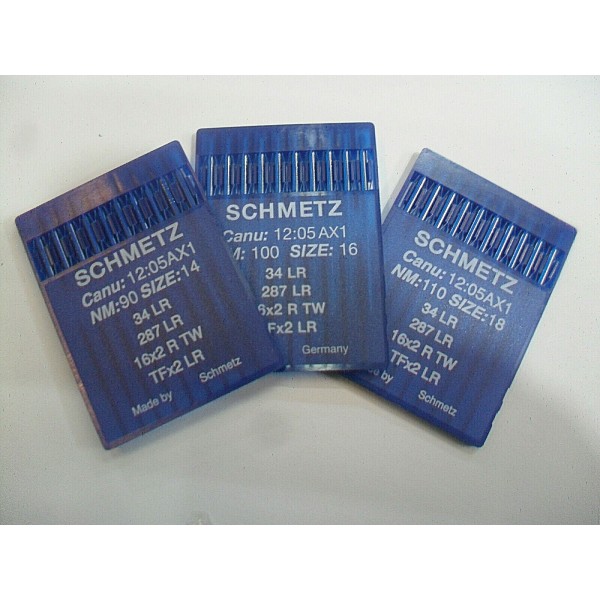 SCHMETZ
Canu: 12:05AX1
NM:90 SIZE:14
34 LR
287 LR
16x2 R TW
TFx2 LR
Made by Schmetz
SCHMETZ
Canu: 12:05 AX1
M: 100 SIZE: 16
34 LR
287 LR
6x2 R TW
Fx2 LR
Germany
SCHMETZ
Canu: 12:05AX1
NM:110 SIZE:18
34 LR
287 LR
16x2 R TW
TFx2 LR
de by Schmetz